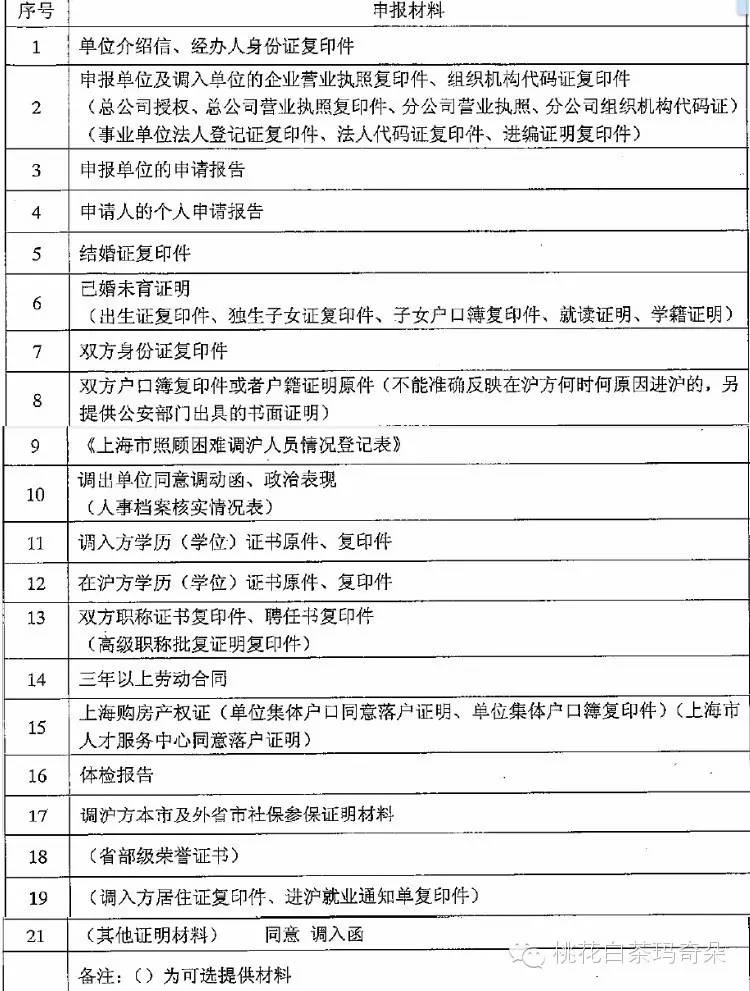 序号 申报材料
1 单位介绍信、经办人身份证复印件
申报单位及调入单位的企业营业执照复印件、组织机构代码证复印件
2 （总公司授权、总公司营业执照复印件、分公司营业执照、分公司组织机构代码证）
（事业单位法人登记证复印件、法人代码证复印件、进编证明复印件）
3 申报单位的申请报告
4 申请人的个人申请报告
5 结婚证复印件
6 已婚未育证明
（出生证复印件、独生子女证复印件、子女户口簿复印件、就读证明、学籍证明）
7 双方身份证复印件
8 双方户口簿复印件或者户籍证明原件（不能准确反映在沪方何时何原因进沪的，另
提供公安部门出具的书面证明）
9 《上海市照顾困难调沪人员情况登记表》
10 调出单位同意调动函、政治表现
（人事档案核实情况表）
11 调入方学历（学位）证书原件、复印件
12 在沪方学历（学位）证书原件、复印件
13 双方职称证书复印件、聘任书复印件
（高级职称批复证明复印件）
14 三年以上劳动合同
15 上海购房产权证（单位集体户口同意落户证明、单位集体户口簿复印件）（上海市
人才服务中心同意落户证明）
16 体检报告
17 调沪方本市及外省市社保参保证明材料
18 （省部级荣誉证书）
19 （调入方居住证复印件、进沪就业通知单复印件）
21 （其他证明材料） 同意 调入函
备注：（）为可选提供材料
桃花白茶玛奇朵